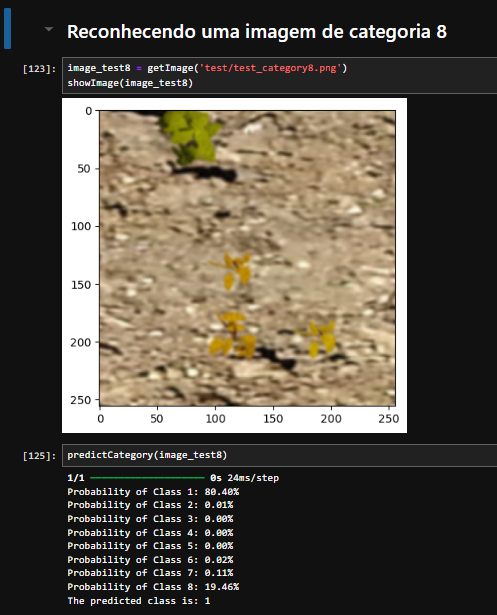 Reconhecendo uma imagem de categoria 8
[123]: image_test8 = getImage('test/test_category8.png')
showImage(image_test8)
0
50
100
150
200
250
0 50 100 150 200 250
[125]: predictCategory(image_test8)
1/1 ━━━━━━━━━━━━━━━━━━━━ 0s 24ms/step
Probability of Class 1: 80.40%
Probability of Class 2: 0.01%
Probability of Class 3: 0.00%
Probability of Class 4: 0.00%
Probability of Class 5: 0.00%
Probability of Class 6: 0.02%
Probability of Class 7: 0.11%
Probability of Class 8: 19.46%
The predicted class is: 1